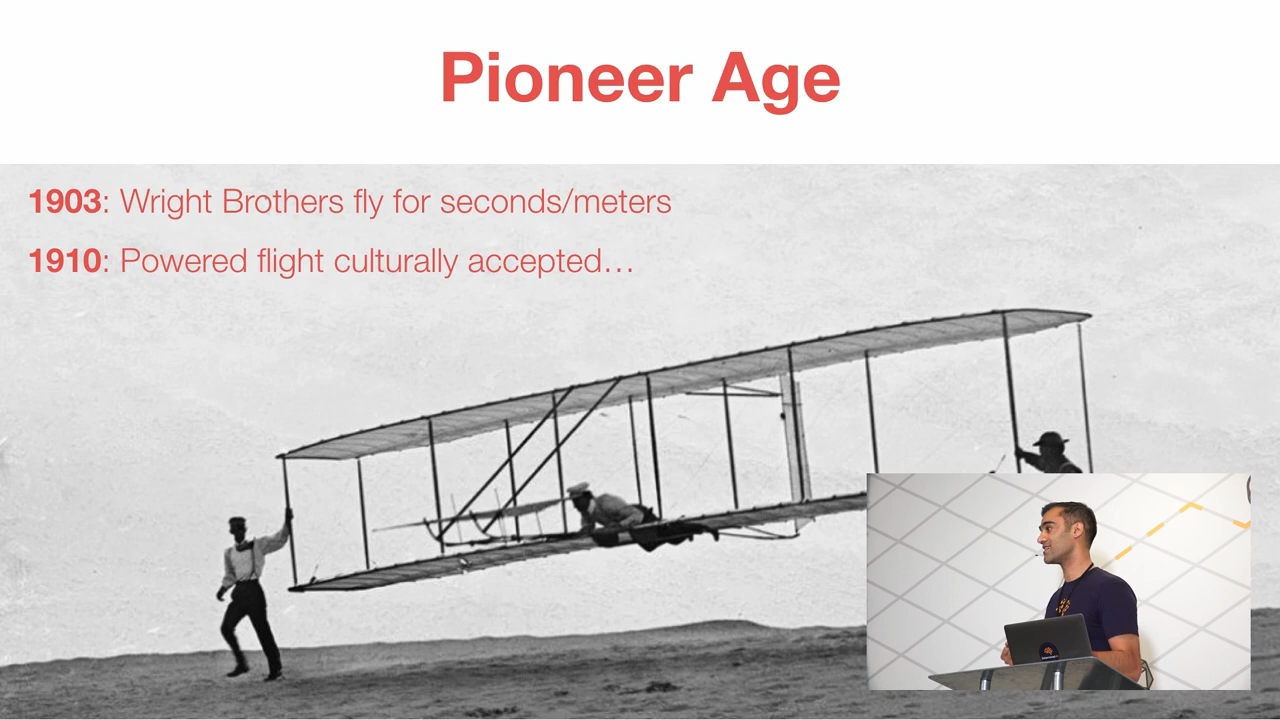 Pioneer Age
1903: Wright Brothers fly for seconds/meters
1910: Powered flight culturally accepted…